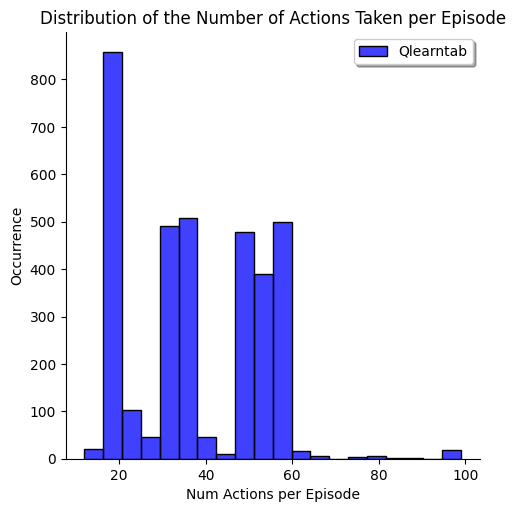 Distribution of the Number of Actions Taken per Episode
Qlearntab
800
700
600
500
400
300
200
100
0
Occurrence
20 40 60 80 100
Num Actions per Episode